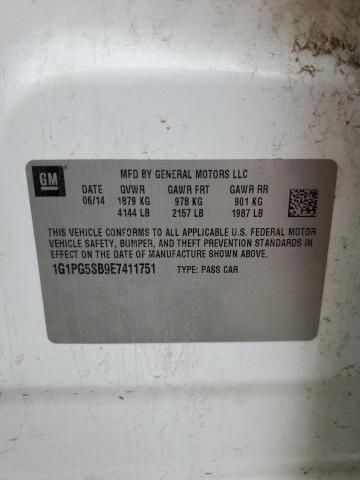 GM
MFD BY GENERAL MOTORS LLC
DATE GVWR GAWR FRT GAWR RR
06/14 1879 KG 978 KG 901 KG
4144 LB 2157 LB 1987 LB
THIS VEHICLE CONFORMS TO ALL APPLICABLE U.S. FEDERAL MOTOR
VEHICLE SAFETY, BUMPER, AND THEFT PREVENTION STANDARDS
IN EFFECT ON THE DATE OF MANUFACTURE SHOWN ABOVE.
1G1PG5SB9E7411751 TYPE: PASS CAR